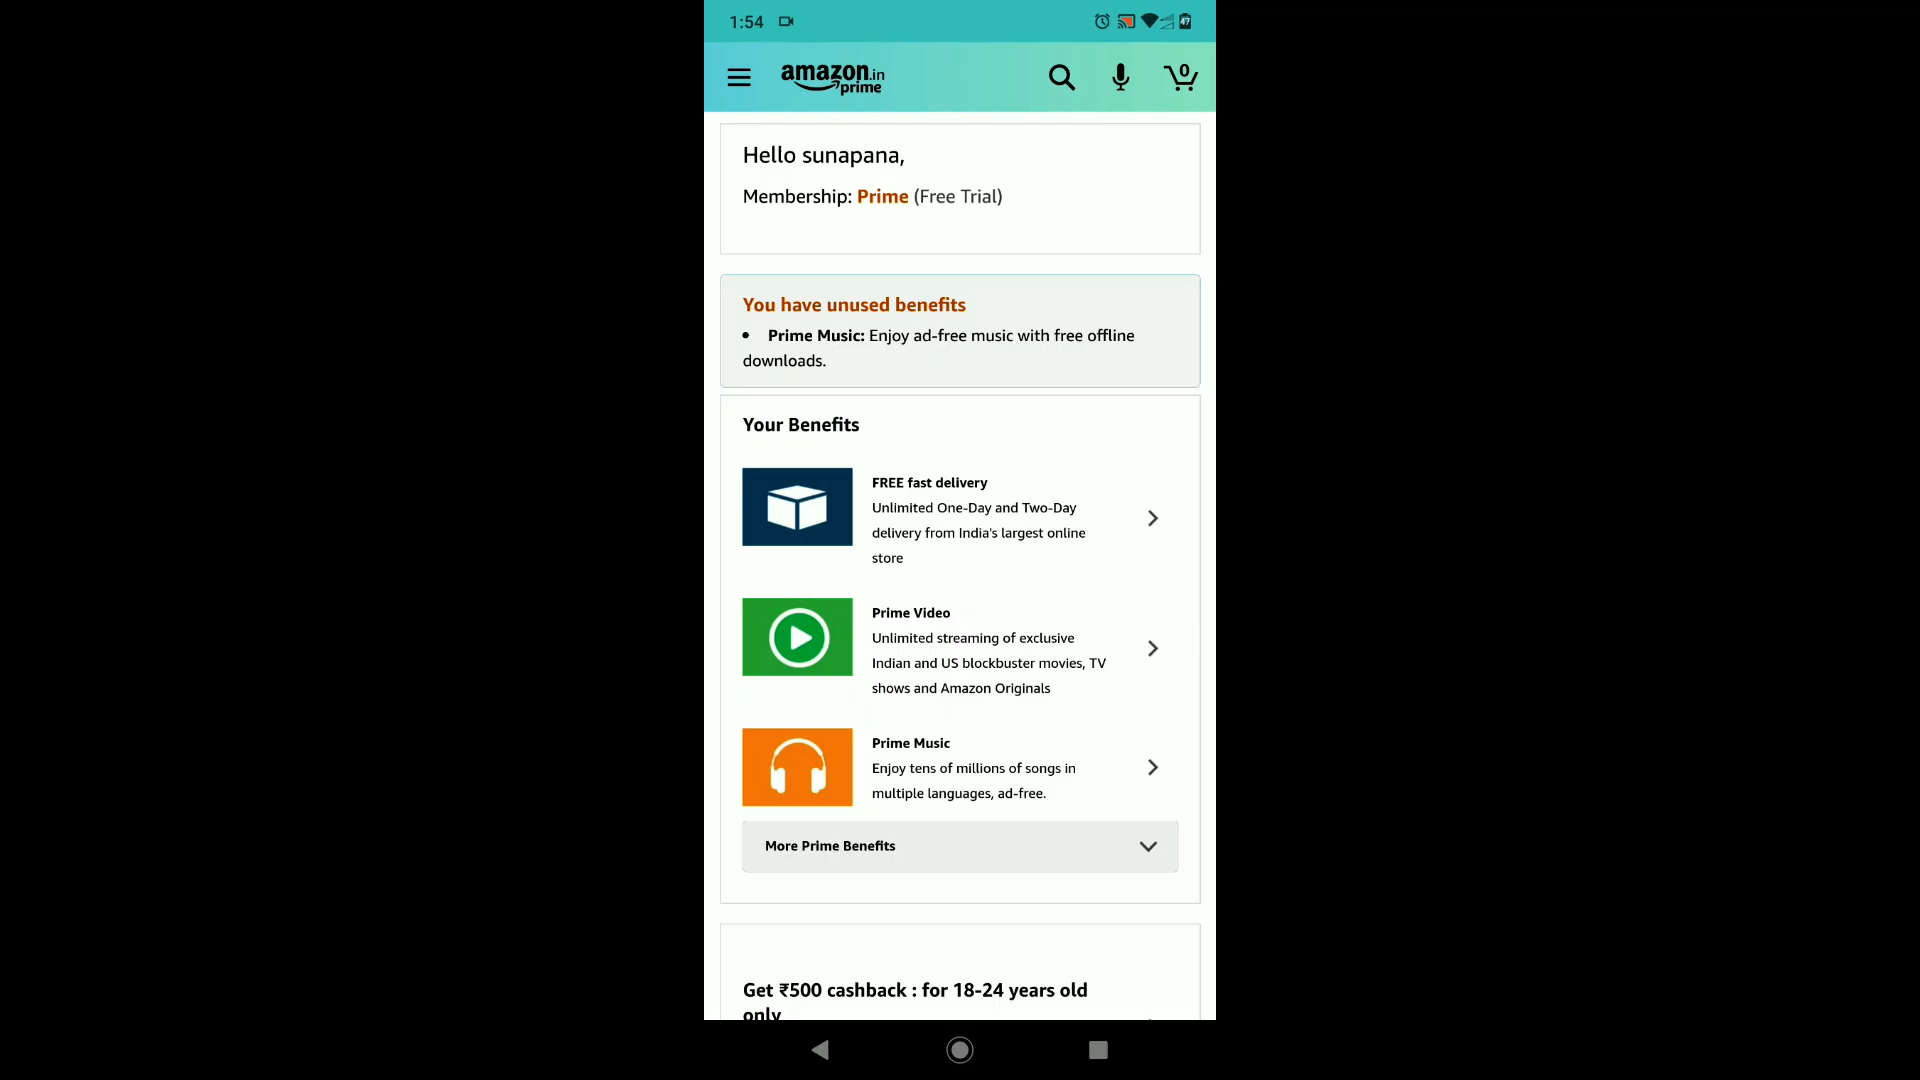 1:54
47
amazon.in
prime
0
Hello sunapana,
Membership: Prime (Free Trial)
You have unused benefits
• Prime Music: Enjoy ad-free music with free offline
downloads.
Your Benefits
FREE fast delivery
Unlimited One-Day and Two-Day
delivery from India's largest online
store
Prime Video
Unlimited streaming of exclusive
Indian and US blockbuster movies, TV
shows and Amazon Originals
Prime Music
Enjoy tens of millions of songs in
multiple languages, ad-free.
More Prime Benefits
Get ₹500 cashback : for 18-24 years old
only